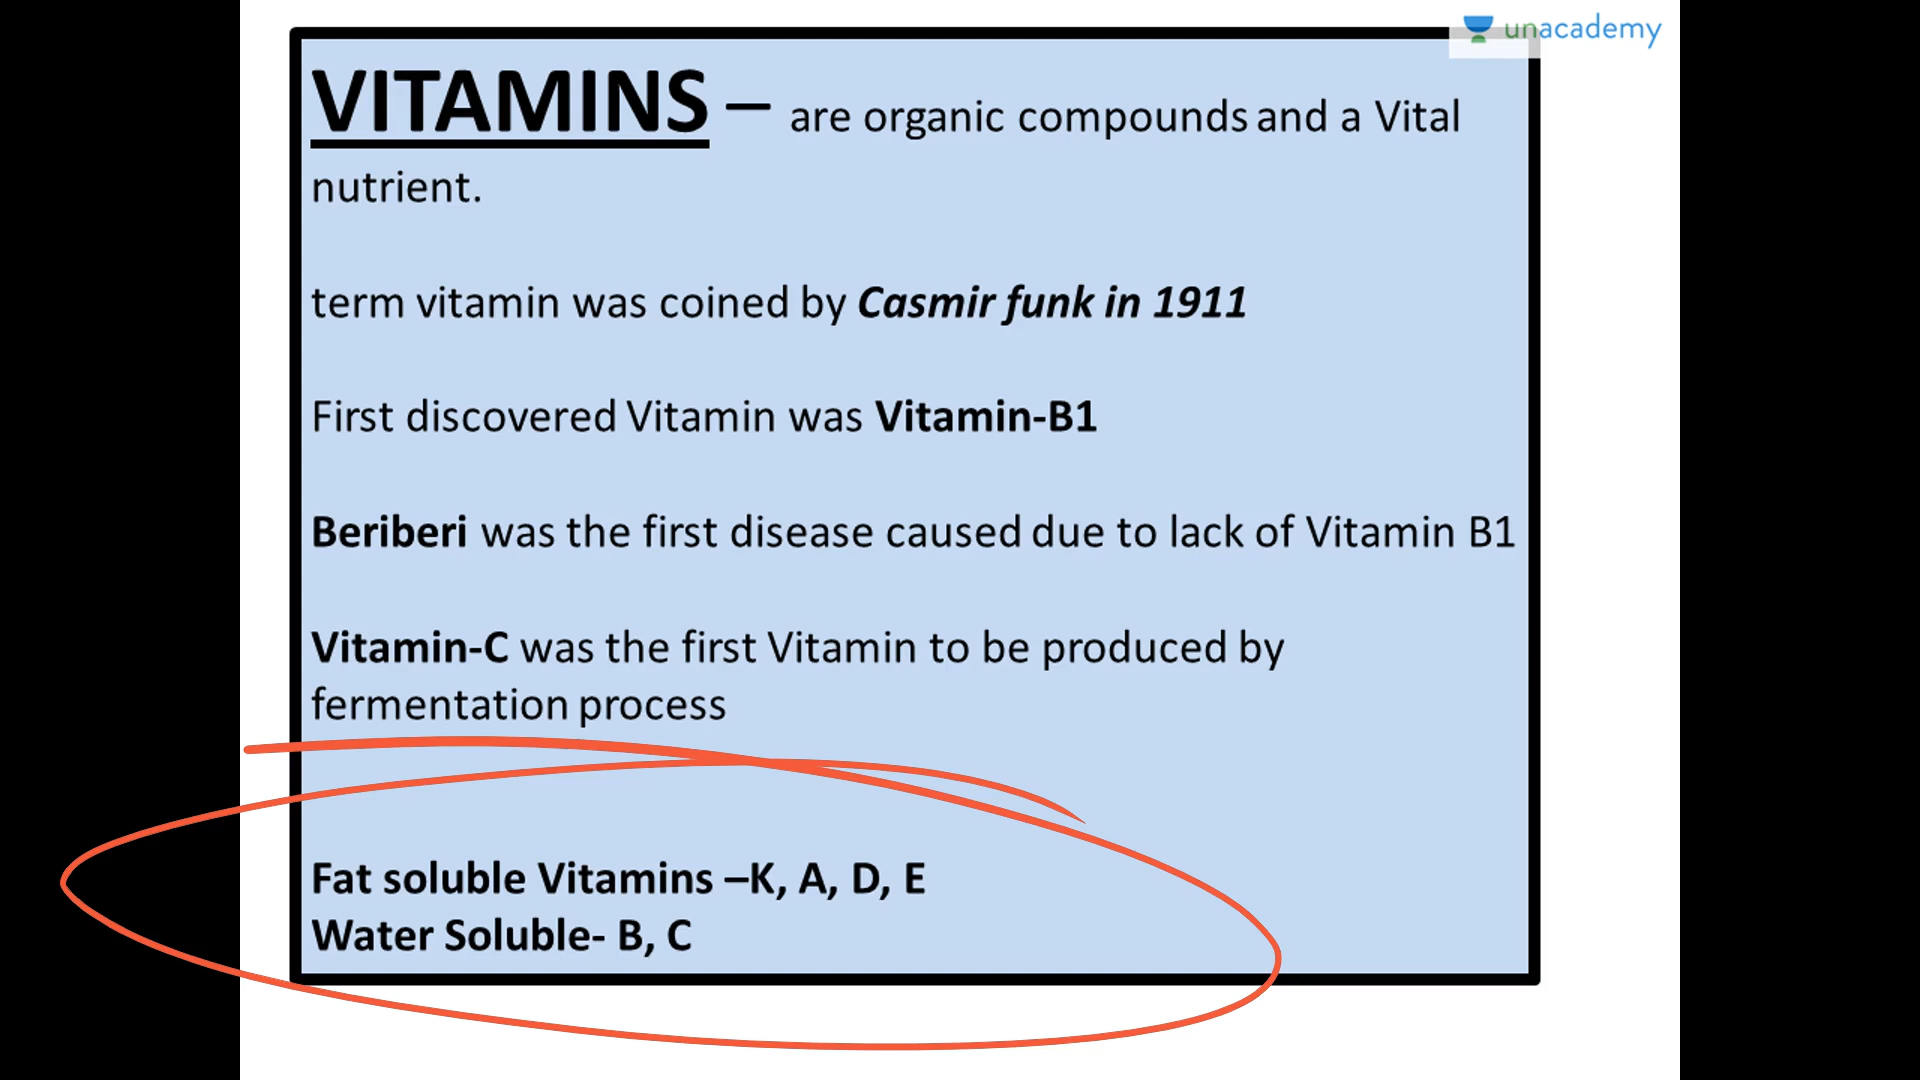 unacademy
VITAMINS – are organic compounds and a Vital
nutrient.
term vitamin was coined by Casmir funk in 1911
First discovered Vitamin was Vitamin-B1
Beriberi was the first disease caused due to lack of Vitamin B1
Vitamin-C was the first Vitamin to be produced by
fermentation process
Fat soluble Vitamins –K, A, D, E
Water Soluble- B, C